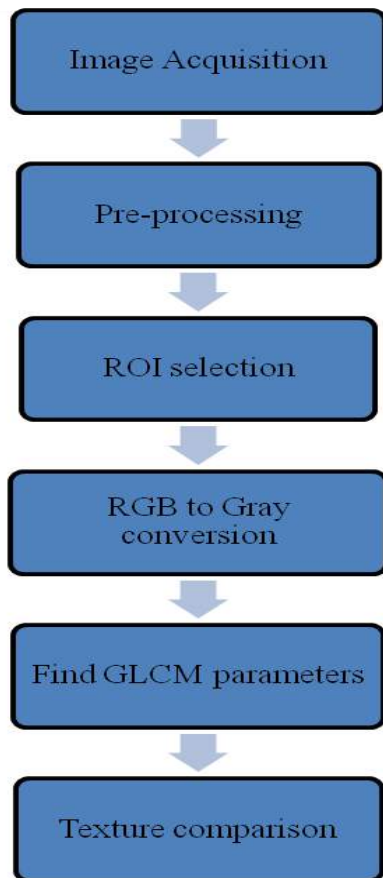 Image Acquisition
Pre-processing
ROI selection
RGB to Gray
conversion
Find GLCM parameters
Texture comparison